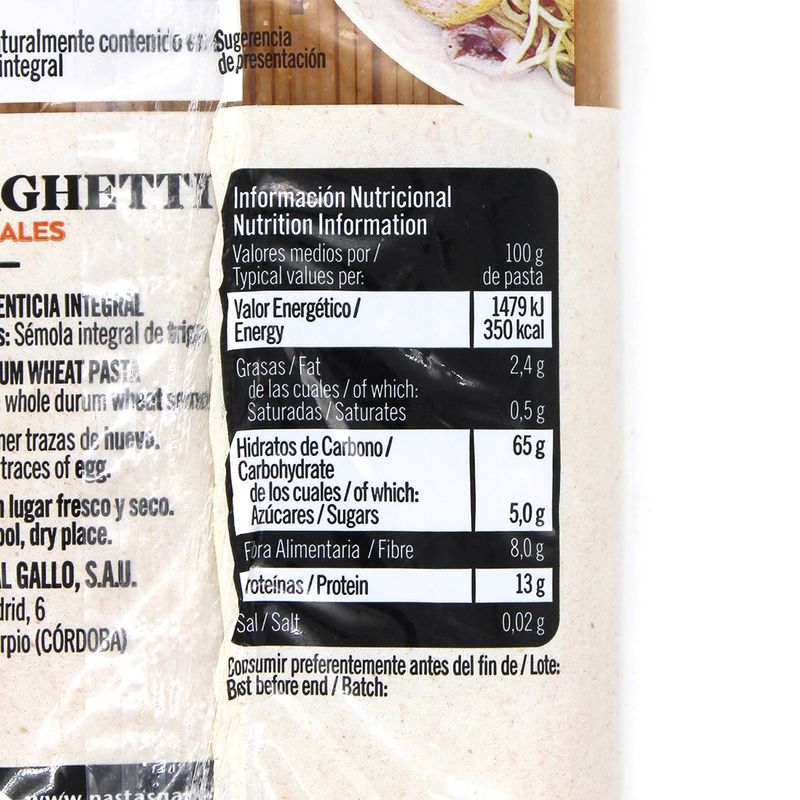 turalmente contenido en
integral
Sugerencia
de presentación
AGHETTI
ALES
ENTICIA INTEGRAL
s: Sémola integral de
UM WHEAT PASTA
whole durum wheat
ner trazas de huevo.
traces of egg.
n lugar fresco y seco.
ool, dry place.
AL GALLO, S.A.U.
drid, 6
rpio (CÓRDOBA)
Información Nutricional
Nutrition Information
Valores medios por / 100 g
Typical values per: de pasta
Valor Energético / 1479 kJ
Energy 350 kcal
Grasas / Fat 2,4 g
de las cuales / of which:
Saturadas / Saturates 0,5 g
Hidratos de Carbono / 65 g
Carbohydrate
de los cuales / of which:
Azúcares / Sugars 5,0 g
Fibra Alimentaria / Fibre 8,0 g
Proteínas / Protein 13 g
Sal / Salt 0,02 g
Consumir preferentemente antes del fin de / Lote:
Best before end / Batch: